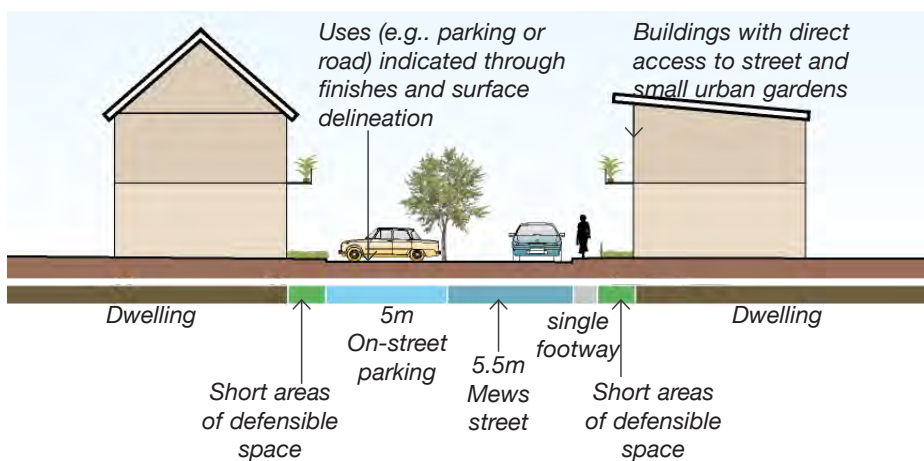 Uses (e.g.. parking or
road) indicated through
finishes and surface
delineation
Buildings with direct
access to street and
small urban gardens
Dwelling
5m
On-street
parking
5.5m
Mews
street
single
footway
Dwelling
Short areas
of defensible
space
Short areas
of defensible
space